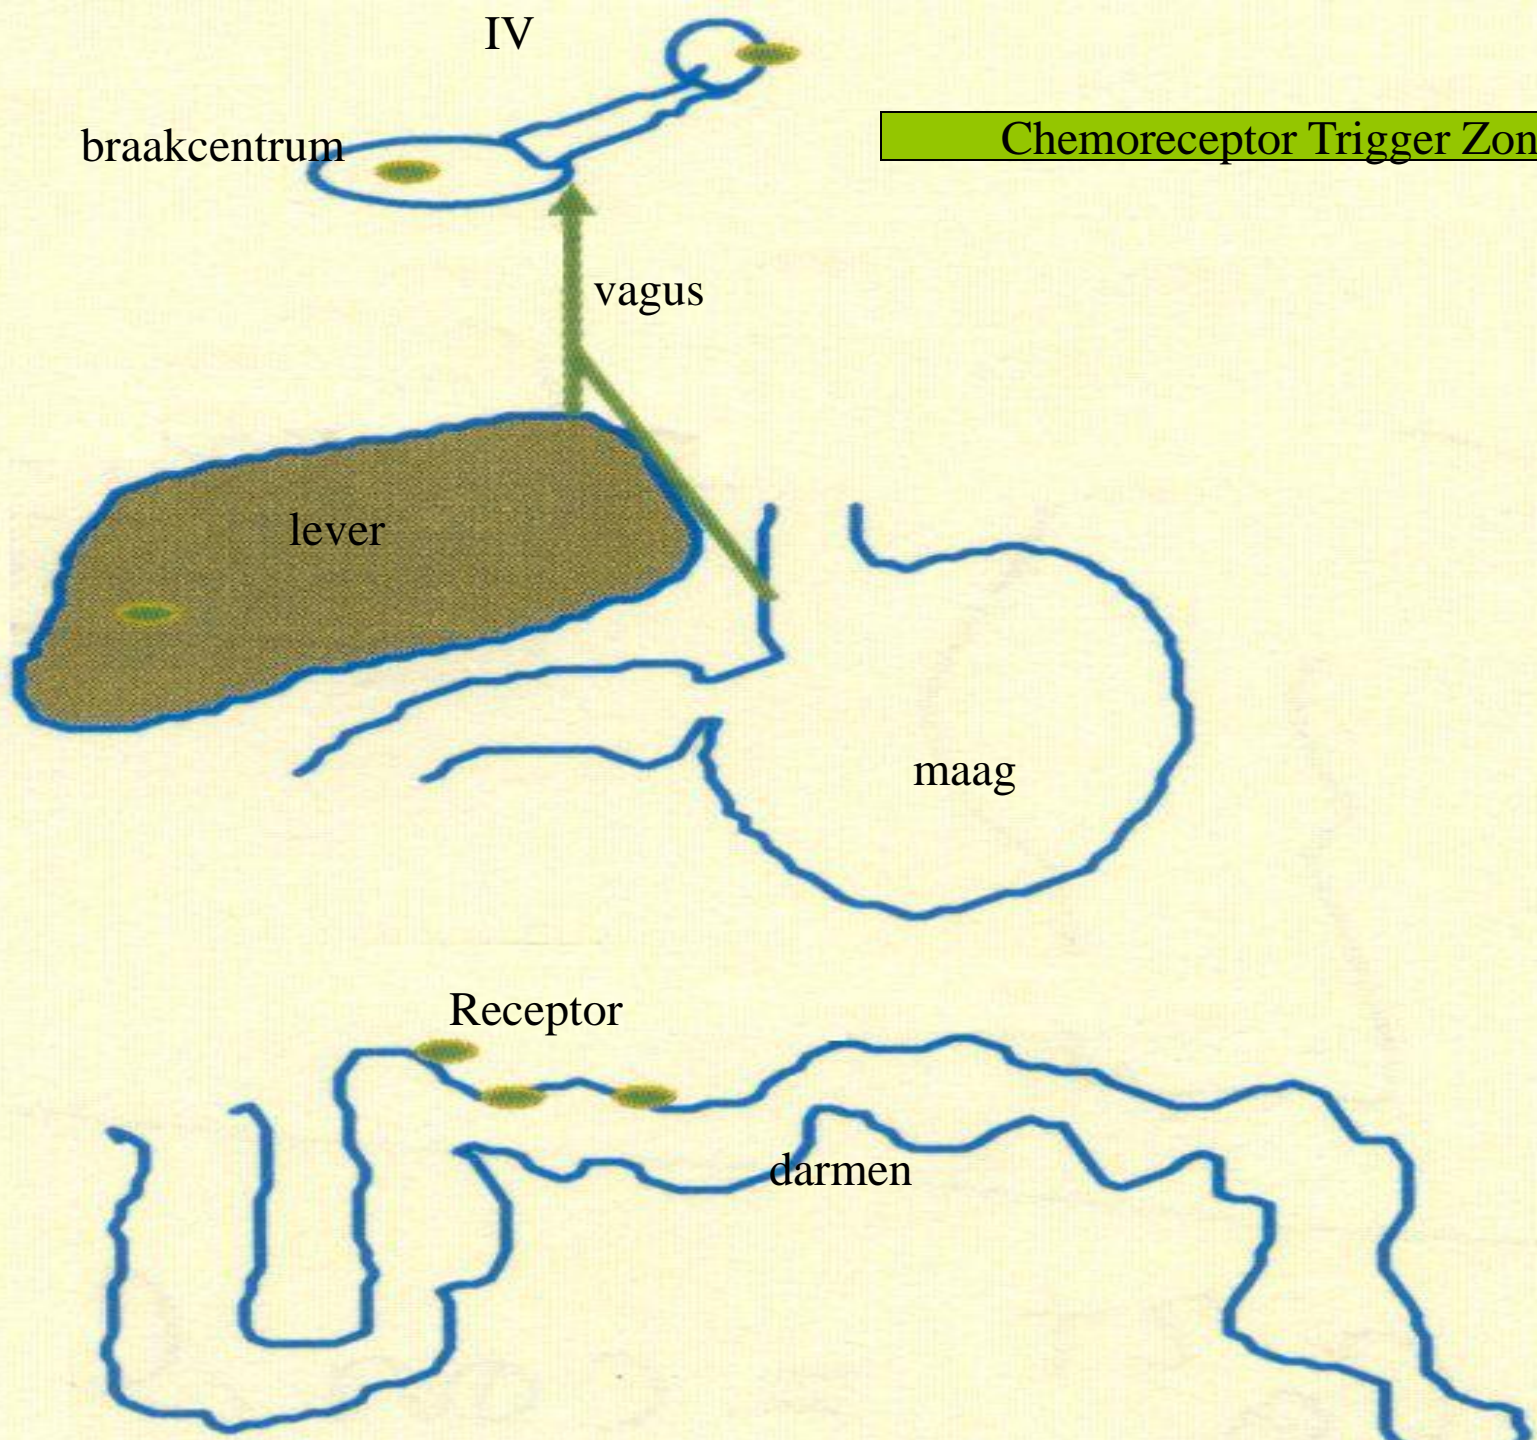 IV
braakcentrum
Chemoreceptor Trigger Zon
vagus
lever
maag
Receptor
darmen